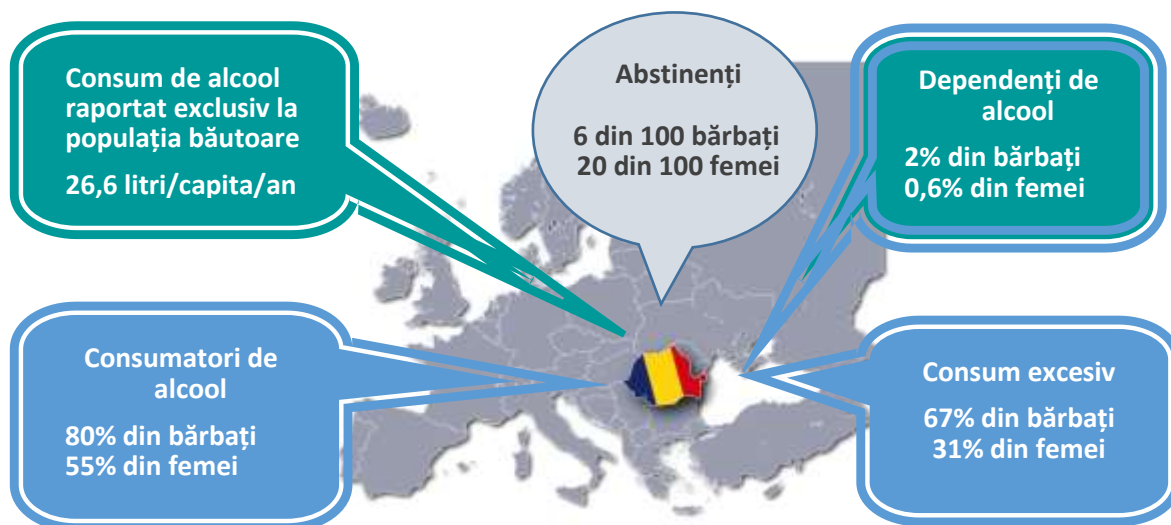 Consum de alcool
raportat exclusiv la
populația băutoare
26,6 litri/capita/an
Abstinenți
6 din 100 bărbați
20 din 100 femei
Dependenți de
alcool
2% din bărbați
0,6% din femei
Consumatori de
alcool
80% din bărbați
55% din femei
Consum excesiv
67% din bărbați
31% din femei